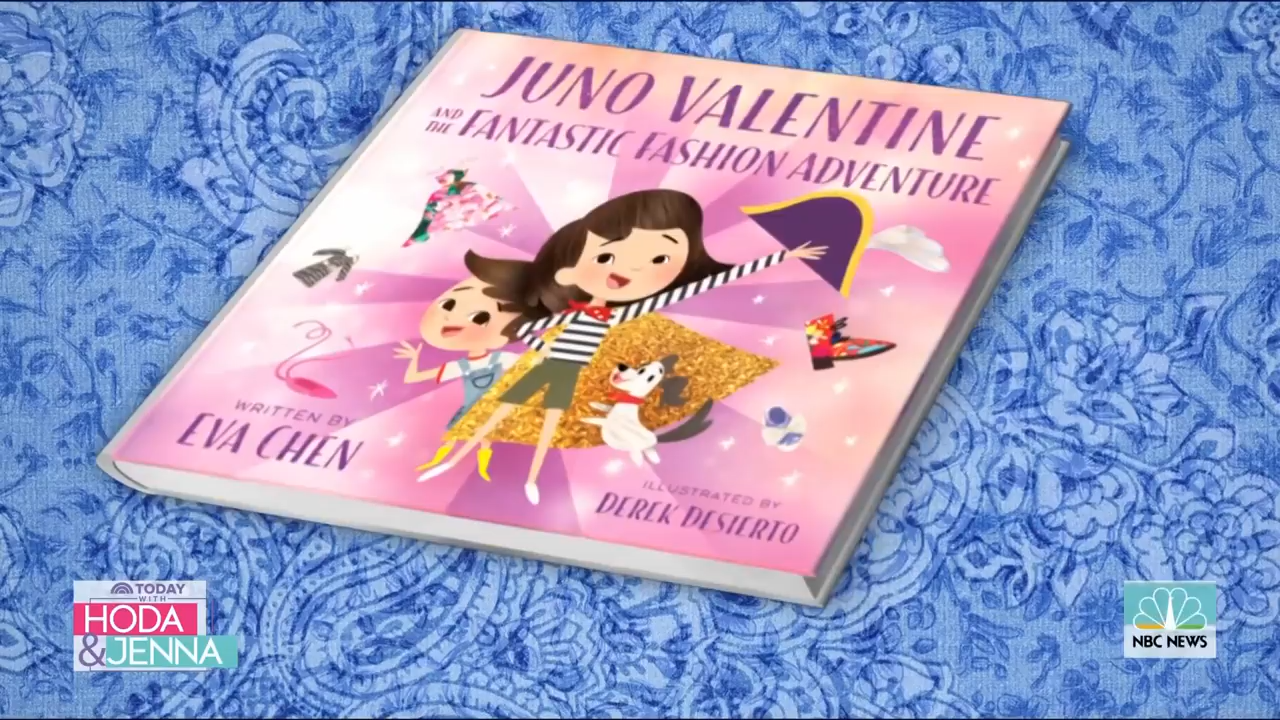 JUNO VALENTINE
AND THE FANTASTIC FASHION ADVENTURE
WRITTEN BY
EVA CHEN
ILLUSTRATED BY
DEREK DESIERTO
TODAY
WITH
HODA
&JENNA
NBC NEWS